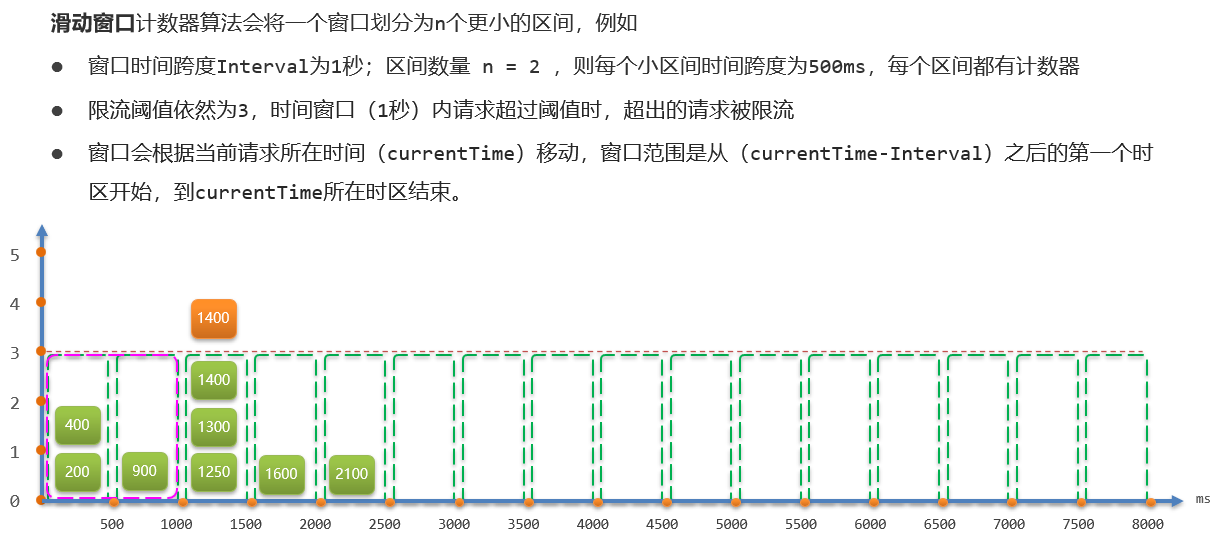 滑动窗口计数器算法会将一个窗口划分为n个更小的区间，例如
● 窗口时间跨度Interval为1秒；区间数量 n = 2 ，则每个小区间时间跨度为500ms，每个区间都有计数器
● 限流阈值依然为3，时间窗口（1秒）内请求超过阈值时，超出的请求被限流
● 窗口会根据当前请求所在时间（currentTime）移动，窗口范围是从（currentTime-Interval）之后的第一个时
区开始，到currentTime所在时区结束。
5
4
1400
3
1400
2
400
1300
1
200
900
1250
1600
2100
0
ms
500 1000 1500 2000 2500 3000 3500 4000 4500 5000 5500 6000 6500 7000 7500 8000